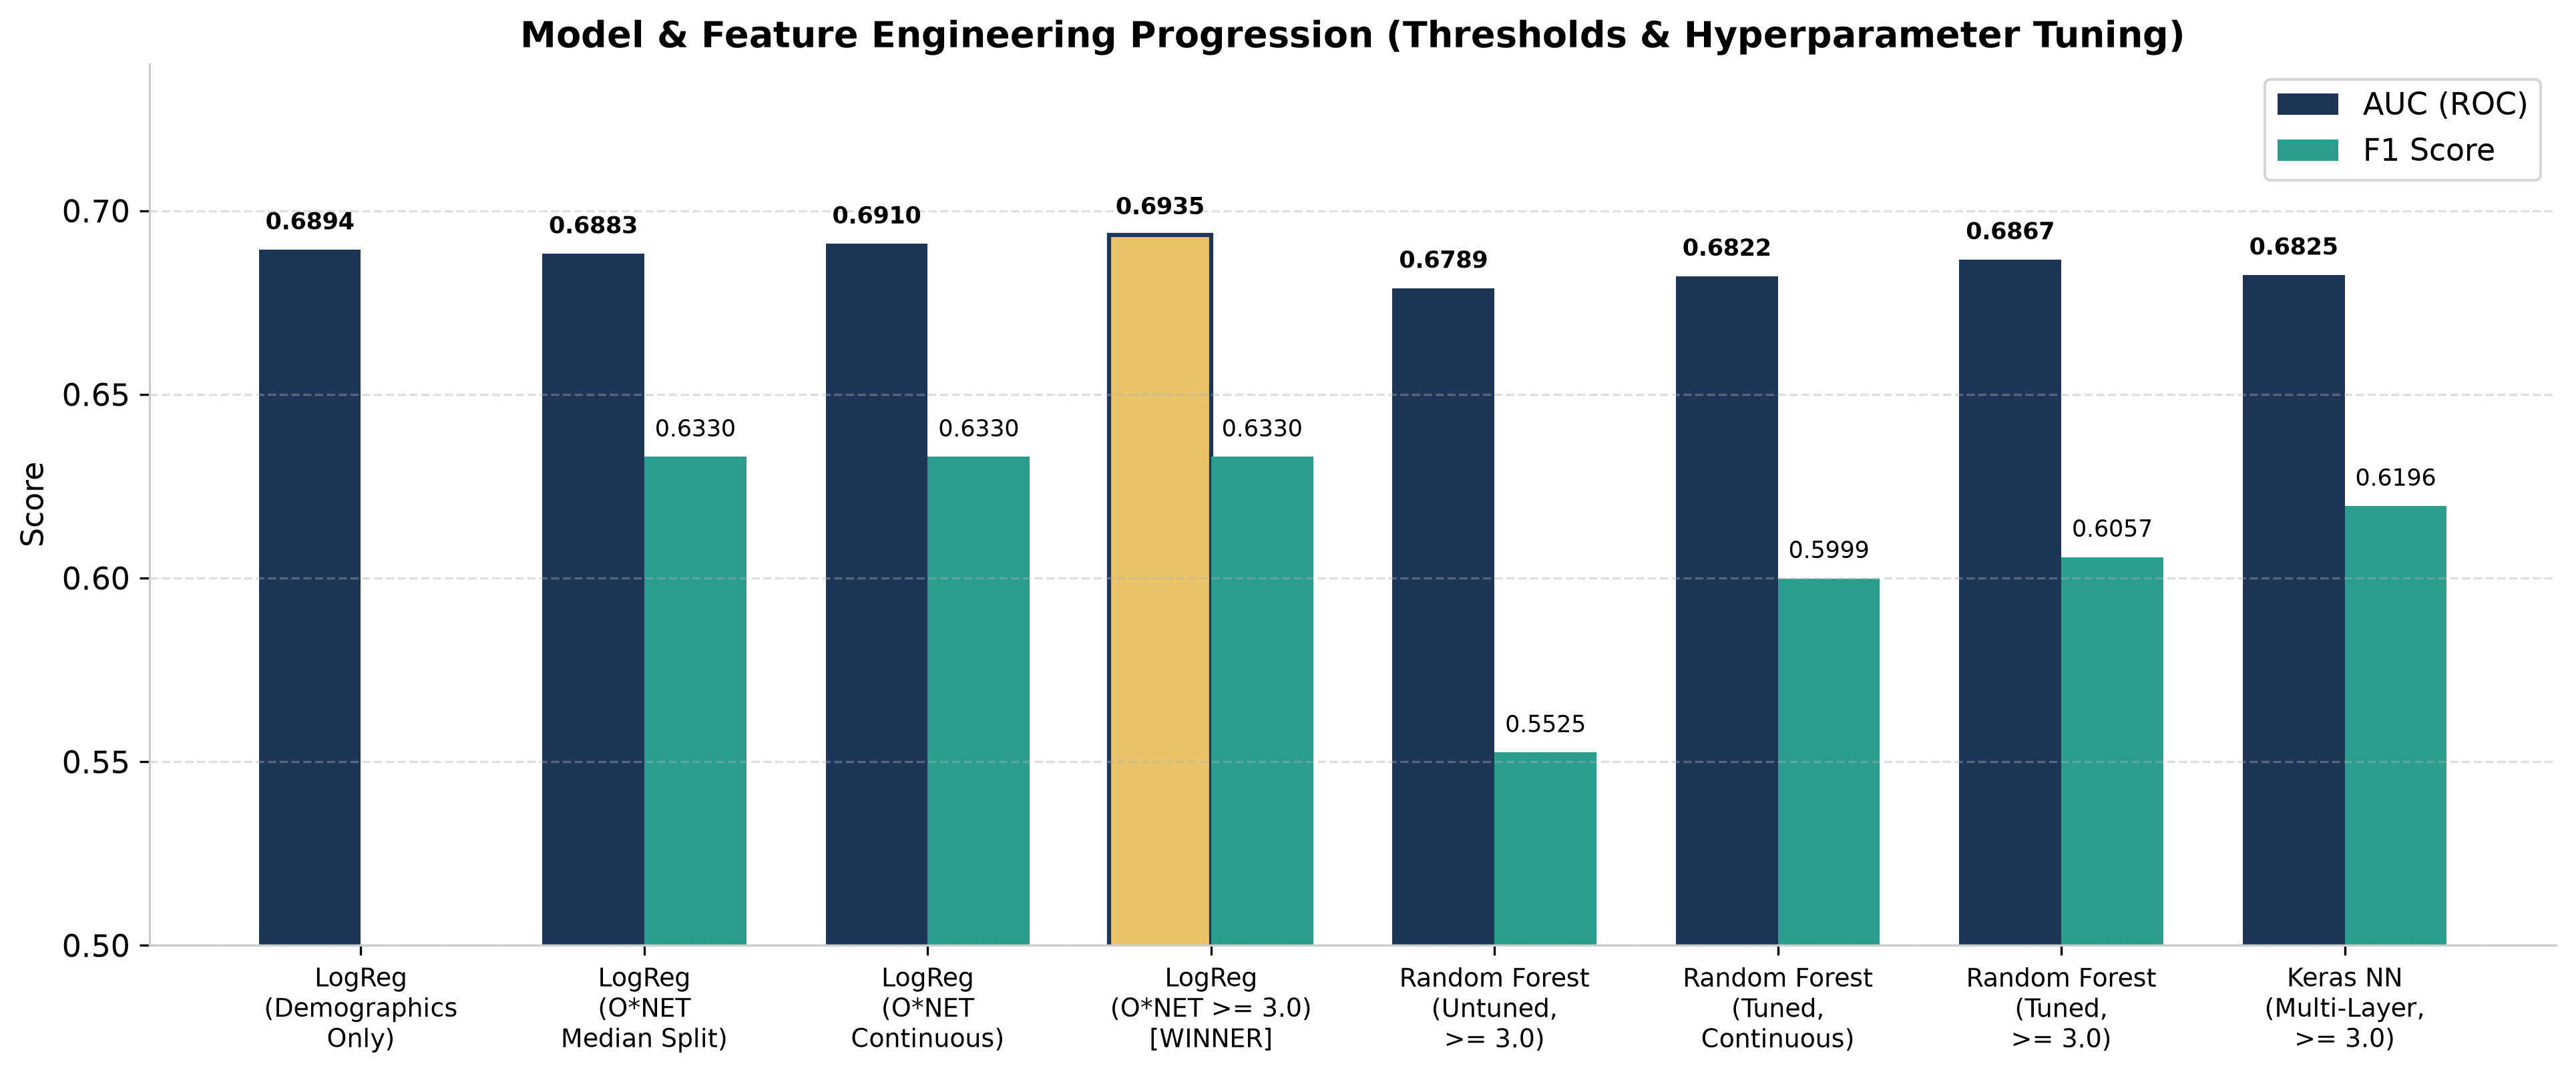 Model & Feature Engineering Progression (Thresholds & Hyperparameter Tuning)
AUC (ROC)
F1 Score
Score
0.70
0.65
0.60
0.55
0.50
0.6894
0.6883
0.6330
0.6910
0.6330
0.6935
0.6330
0.6789
0.5525
0.6822
0.5999
0.6867
0.6057
0.6825
0.6196
LogReg
(Demographics
Only)
LogReg
(O*NET
Median Split)
LogReg
(O*NET
Continuous)
LogReg
(O*NET >= 3.0)
[WINNER]
Random Forest
(Untuned,
>= 3.0)
Random Forest
(Tuned,
Continuous)
Random Forest
(Tuned,
>= 3.0)
Keras NN
(Multi-Layer,
>= 3.0)